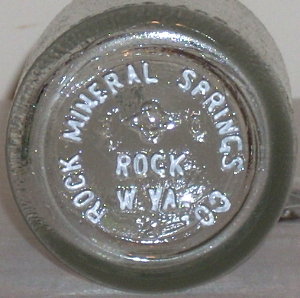 ROCK MINERAL SPRINGS CO.
ROCK
W. VA.